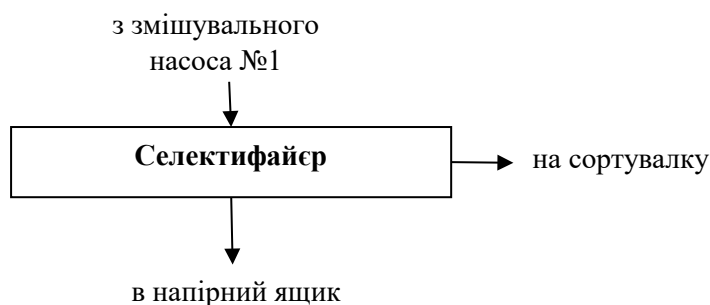 з змішувального
насоса №1
Селектифайєр
на сортувалку
в напірний ящик